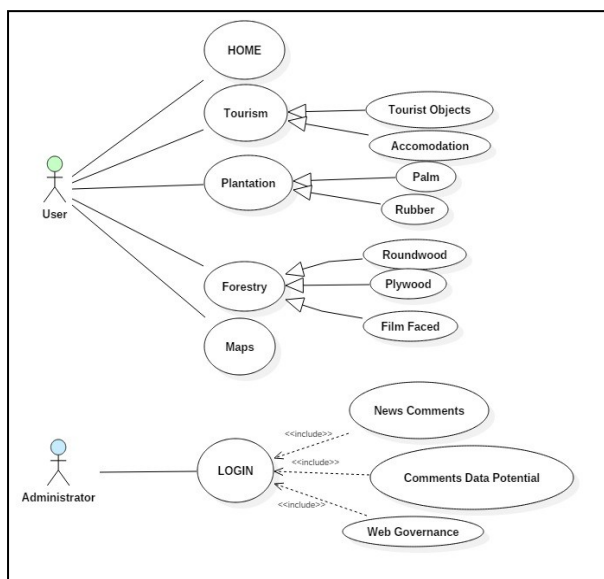 HOME
Tourism
Tourist Objects
Accomodation
Plantation
Palm
Rubber
User
Forestry
Roundwood
Plywood
Film Faced
Maps
News Comments
<<include>>
LOGIN
<<include>>
Comments Data Potential
Administrator
<<include>>
Web Governance